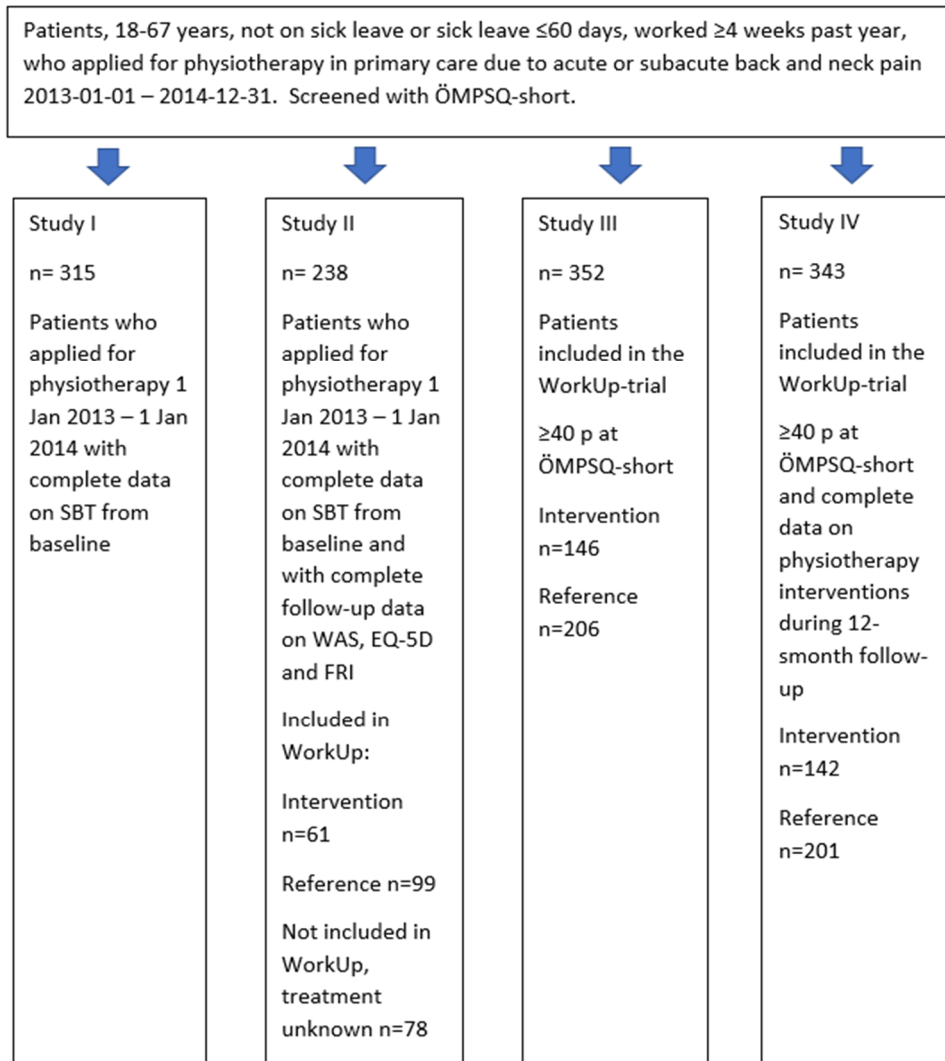 Patients, 18-67 years, not on sick leave or sick leave ≤60 days, worked ≥4 weeks past year,
who applied for physiotherapy in primary care due to acute or subacute back and neck pain
2013-01-01 – 2014-12-31.  Screened with ÖMPSQ-short.
Study I
n= 315
Patients who
applied for
physiotherapy 1
Jan 2013 – 1 Jan
2014 with
complete data
on SBT from
baseline
Study II
n= 238
Patients who
applied for
physiotherapy 1
Jan 2013 – 1 Jan
2014 with
complete data
on SBT from
baseline and
with complete
follow-up data
on WAS, EQ-5D
and FRI
Included in
WorkUp:
Intervention
n=61
Reference n=99
Not included in
WorkUp,
treatment
unknown n=78
Study III
n= 352
Patients
included in the
WorkUp-trial
≥40 p at
ÖMPSQ-short
Intervention
n=146
Reference
n=206
Study IV
n= 343
Patients
included in the
WorkUp-trial
≥40 p at
ÖMPSQ-short
and complete
data on
physiotherapy
interventions
during 12-
smonth follow-
up
Intervention
n=142
Reference
n=201